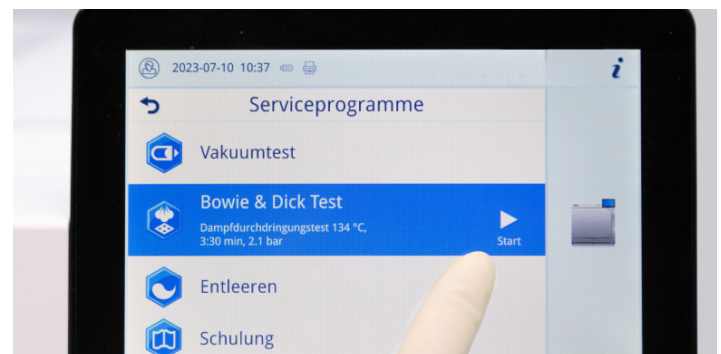 2023-07-10 10:37
i
Serviceprogramme
Vakuumtest
Bowie & Dick Test
Dampfdurchdringungstest 134 °C,
3:30 min, 2.1 bar
Start
Entleeren
Schulung